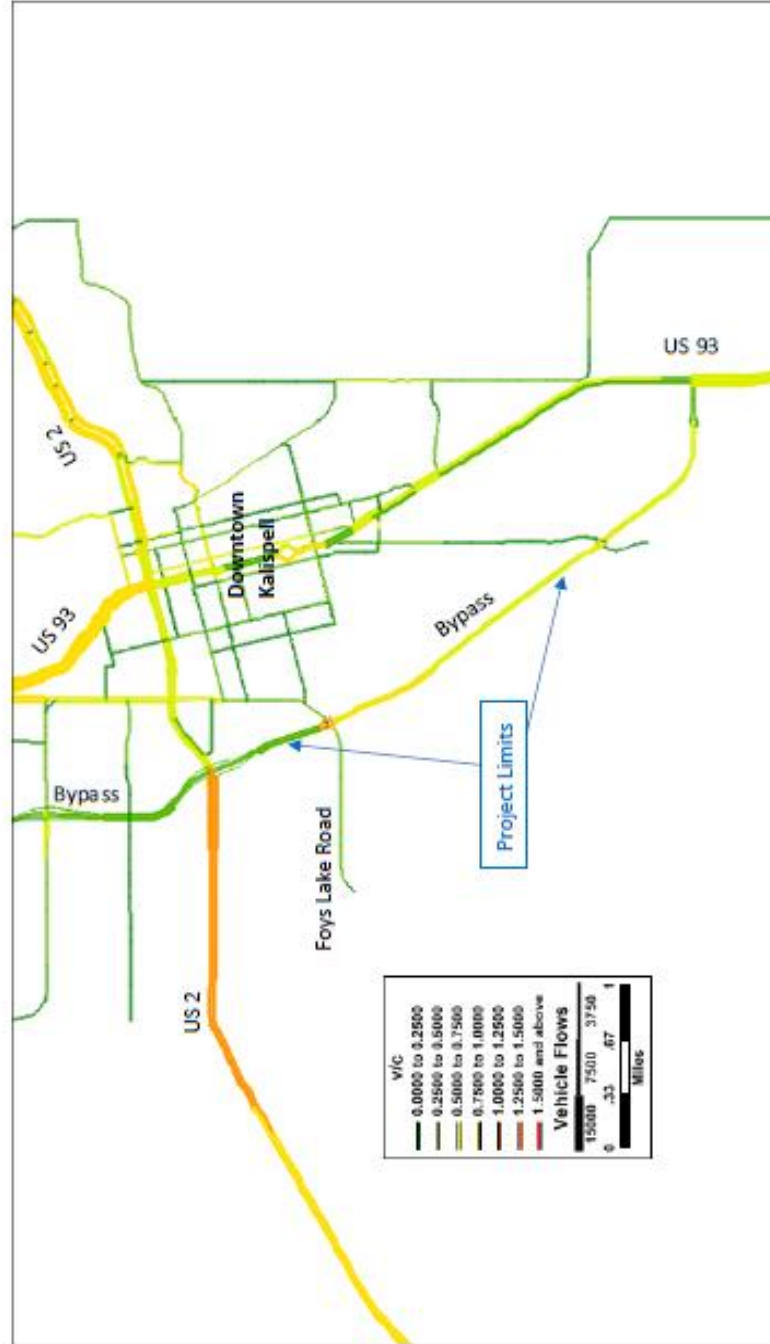 US 2
US 93
US 93
Downtown
Kalispell
Bypass
Bypass
Project Limits
Foys Lake Road
US 2
v/c
0.0000 to 0.2500
0.2500 to 0.5000
0.5000 to 0.7500
0.7500 to 1.0000
1.0000 to 1.2500
1.2500 to 1.5000
1.5000 and above
Vehicle Flows
15000 7500 3750
0 .33 .67 1
Miles